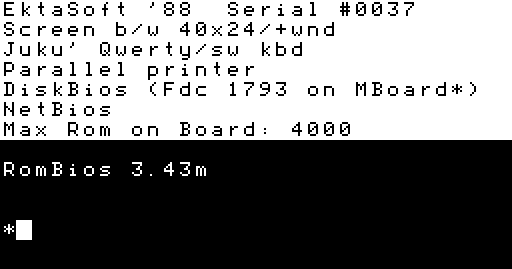 EktaSoft '88  Serial #0037
Screen b/w 40x24/+wnd
Juku' Qwerty/sw kbd
Parallel printer
DiskBios (Fdc 1793 on MBoard*)
NetBios
Max Rom on Board: 4000
RomBios 3.43m
*